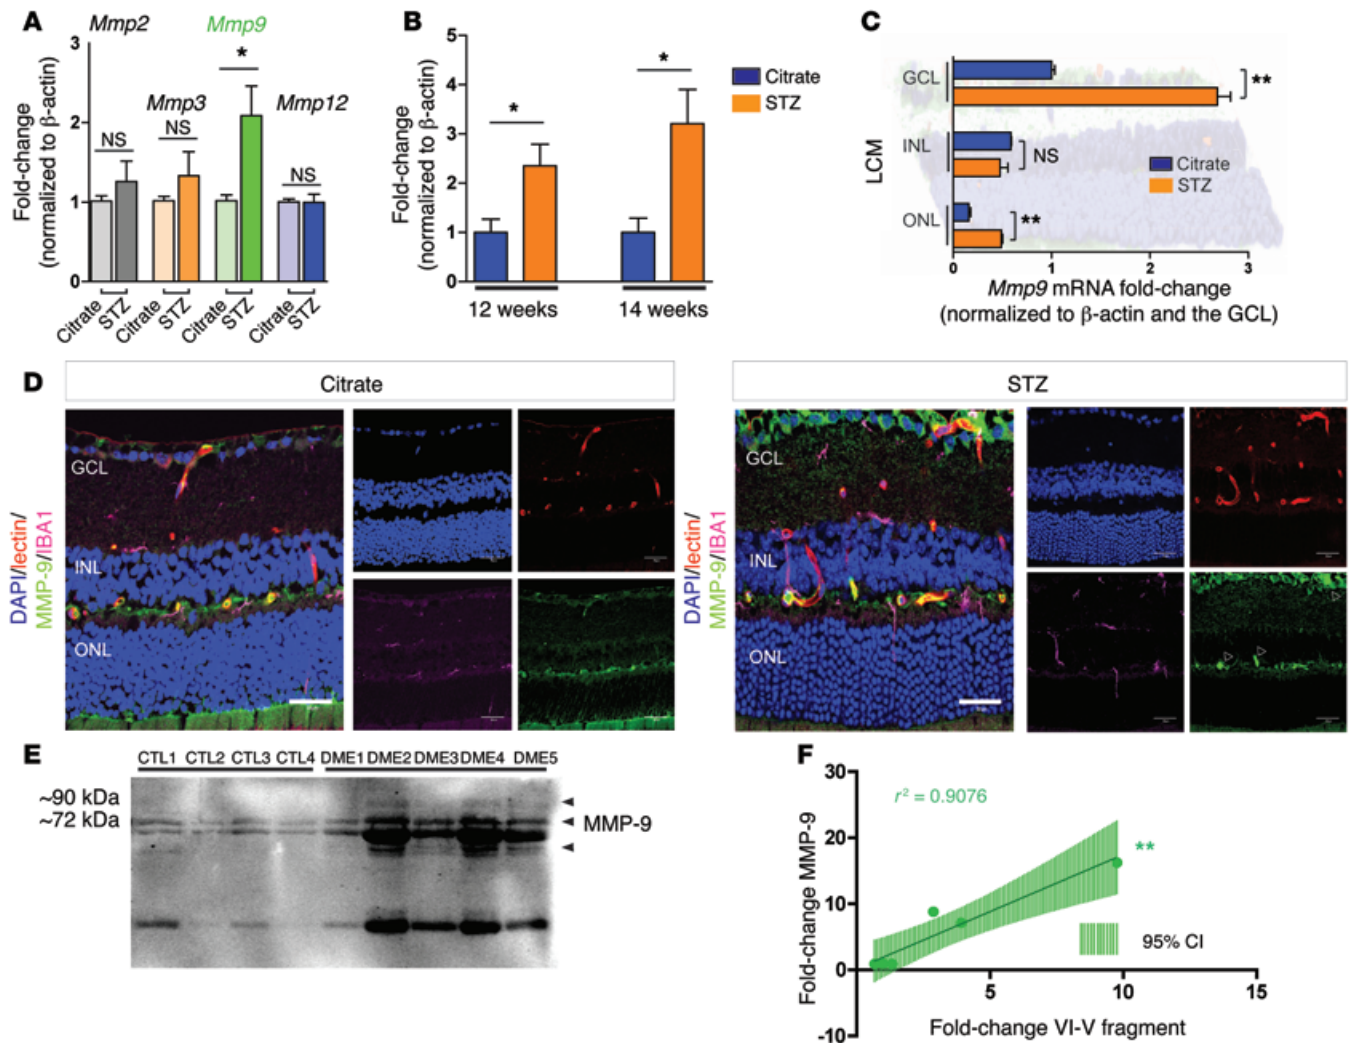 A
Mmp2
Mmp9
3
2
1
0
Fold-change
(normalized to β-actin)
NS
Mmp3
NS
*
Mmp12
NS
Citrate
STZ
Citrate
STZ
Citrate
STZ
Citrate
STZ
B
5
4
3
2
1
0
Fold-change
(normalized to β-actin)
*
*
12 weeks
14 weeks
Citrate
STZ
C
LCM
GCL
INL
ONL
**
NS
**
Citrate
STZ
0
1
2
3
Mmp9 mRNA fold-change
(normalized to β-actin and the GCL)
D
Citrate
DAPI/lectin/
MMP-9/IBA1
GCL
INL
ONL
STZ
DAPI/lectin/
MMP-9/IBA1
GCL
INL
ONL
E
CTL1 CTL2 CTL3 CTL4 DME1 DME2 DME3 DME4 DME5
~90 kDa
~72 kDa
MMP-9
F
30
20
10
0
-10
Fold-change MMP-9
r² = 0.9076
**
95% CI
5
10
15
Fold-change VI-V fragment